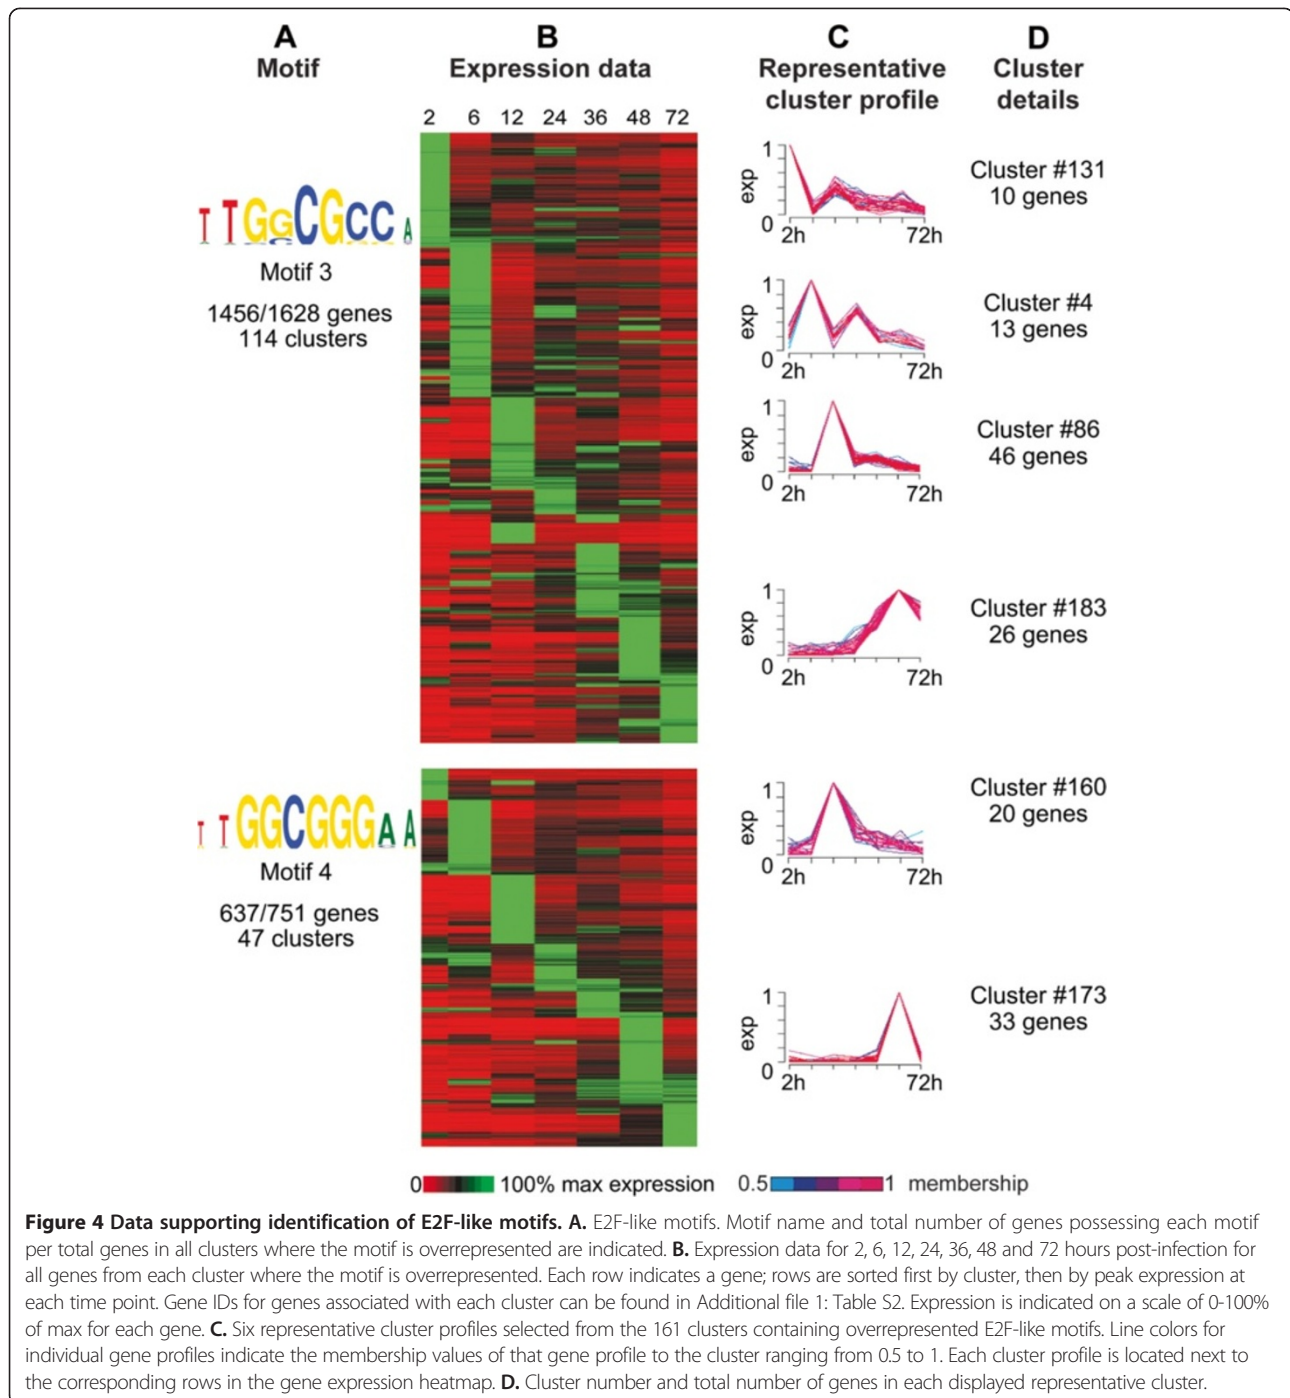 A
Motif
B
Expression data
C
Representative
cluster profile
D
Cluster
details
2 6 12 24 36 48 72
TTGGCGCCA
Motif 3
1456/1628 genes
114 clusters
1
exp
0
2h
72h
Cluster #131
10 genes
1
exp
0
2h
72h
Cluster #4
13 genes
1
exp
0
2h
72h
Cluster #86
46 genes
1
exp
0
2h
72h
Cluster #183
26 genes
TTGGCGGGAA
Motif 4
637/751 genes
47 clusters
1
exp
0
2h
72h
Cluster #160
20 genes
1
exp
0
2h
72h
Cluster #173
33 genes
0 100% max expression
0.5 1 membership
Figure 4 Data supporting identification of E2F-like motifs. A. E2F-like motifs. Motif name and total number of genes possessing each motif
per total genes in all clusters where the motif is overrepresented are indicated. B. Expression data for 2, 6, 12, 24, 36, 48 and 72 hours post-infection for
all genes from each cluster where the motif is overrepresented. Each row indicates a gene; rows are sorted first by cluster, then by peak expression at
each time point. Gene IDs for genes associated with each cluster can be found in Additional file 1: Table S2. Expression is indicated on a scale of 0-100%
of max for each gene. C. Six representative cluster profiles selected from the 161 clusters containing overrepresented E2F-like motifs. Line colors for
individual gene profiles indicate the membership values of that gene profile to the cluster ranging from 0.5 to 1. Each cluster profile is located next to
the corresponding rows in the gene expression heatmap. D. Cluster number and total number of genes in each displayed representative cluster.